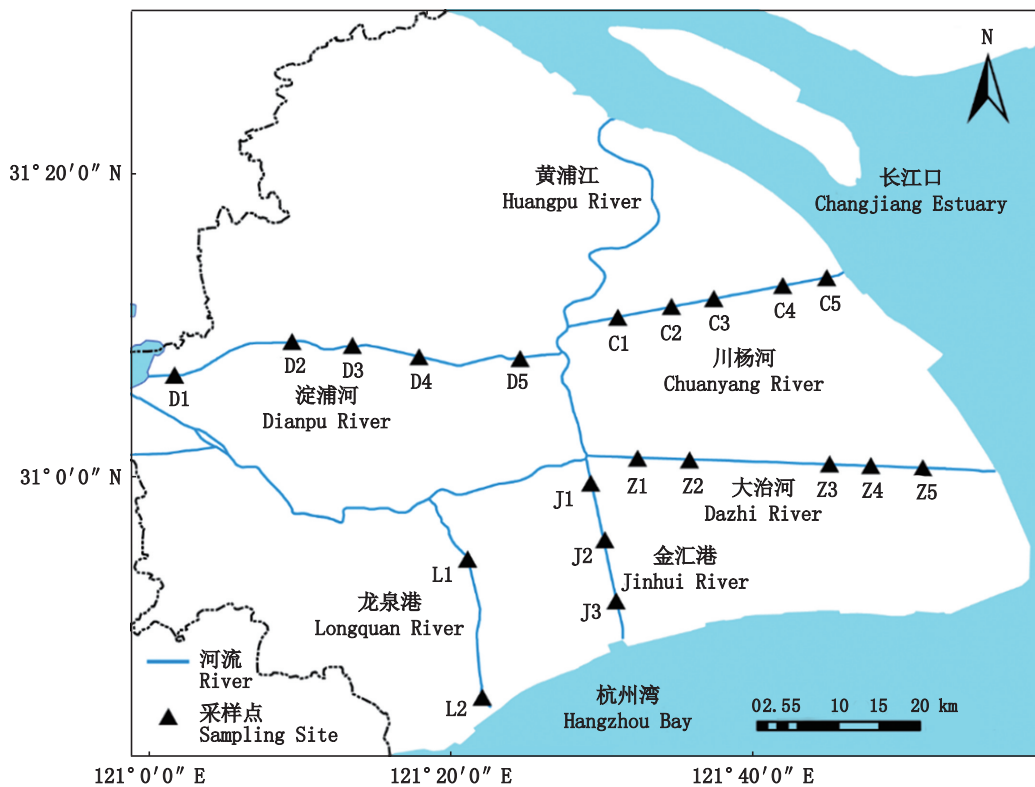 N
31°20′0″ N
黄浦江
Huangpu River
长江口
Changjiang Estuary
C1
C2
C3
C4
C5
川杨河
Chuanyang River
D1
D2
D3
D4
D5
淀浦河
Dianpu River
31°0′0″ N
Z1
Z2
Z3
Z4
Z5
大治河
Dazhi River
J1
J2
J3
金汇港
Jinhui River
L1
L2
龙泉港
Longquan River
河流
River
采样点
Sampling Site
杭州湾
Hangzhou Bay
02.55 10 15 20 km
121°0′0″ E
121°20′0″ E
121°40′0″ E